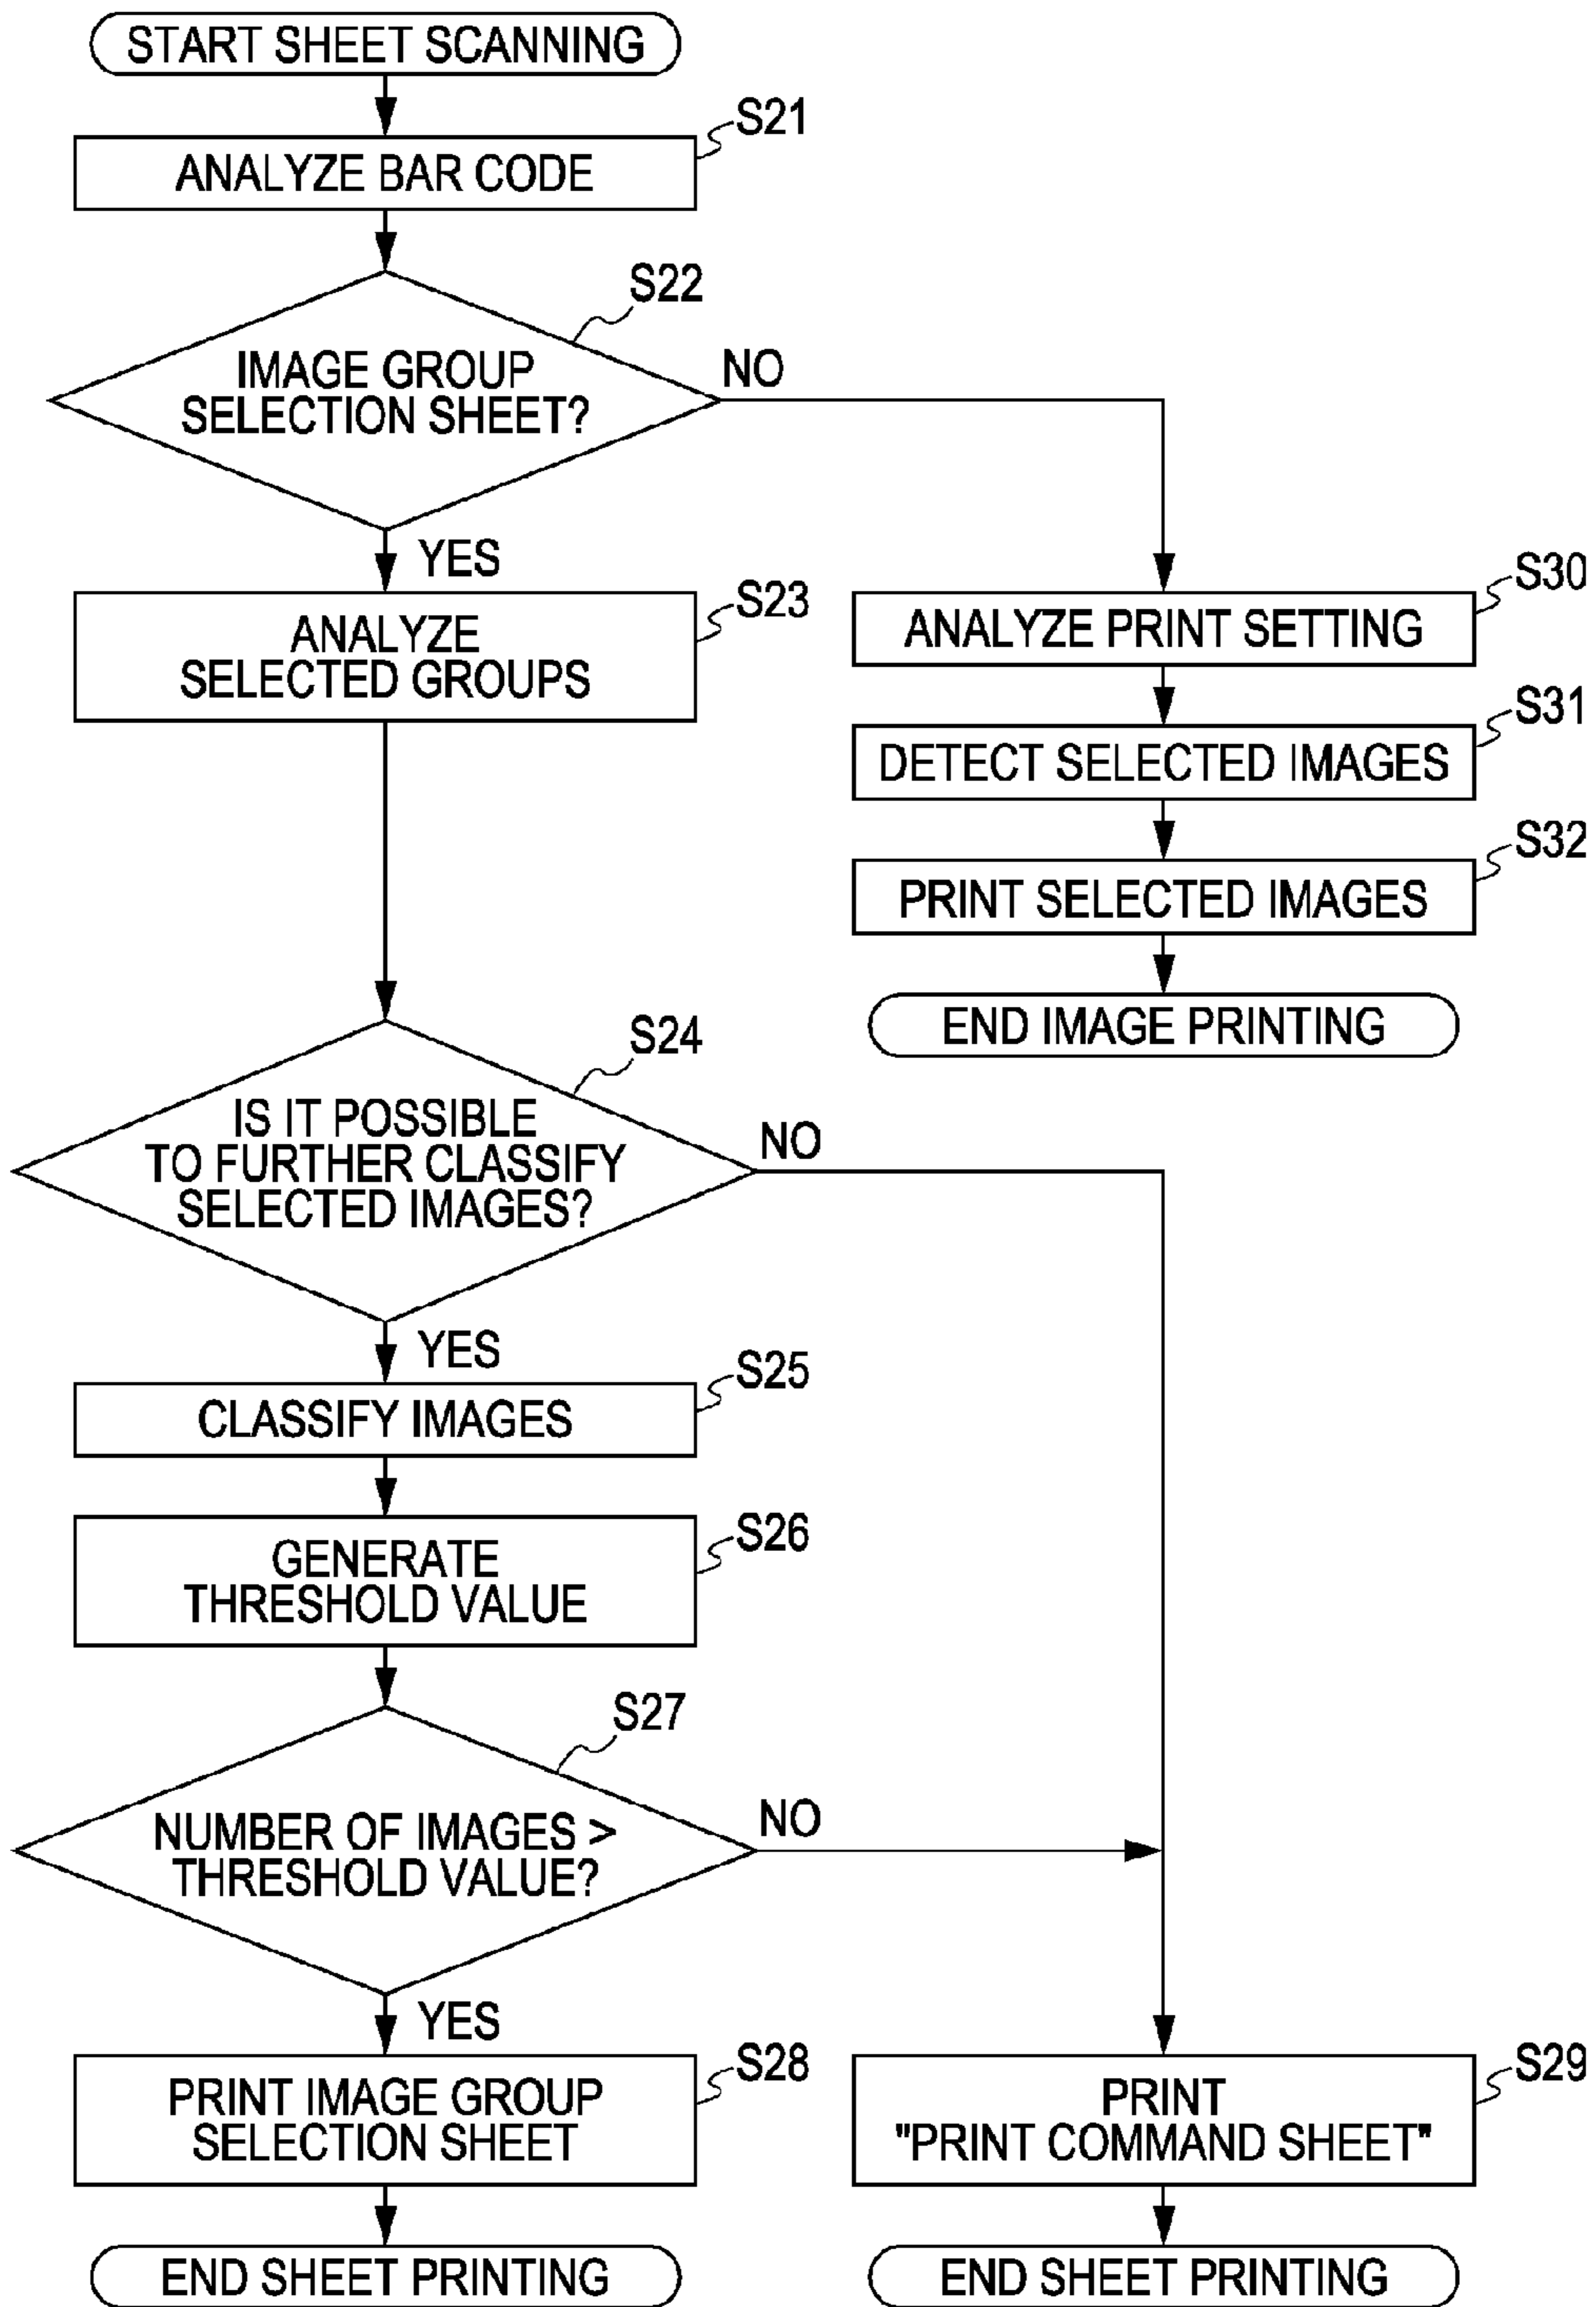 START SHEET SCANNING
S21
ANALYZE BAR CODE
S22
IMAGE GROUP
SELECTION SHEET?
NO
YES
S23
ANALYZE
SELECTED GROUPS
S30
ANALYZE PRINT SETTING
S31
DETECT SELECTED IMAGES
S32
PRINT SELECTED IMAGES
END IMAGE PRINTING
S24
IS IT POSSIBLE
TO FURTHER CLASSIFY
SELECTED IMAGES?
NO
YES
S25
CLASSIFY IMAGES
S26
GENERATE
THRESHOLD VALUE
S27
NUMBER OF IMAGES >
THRESHOLD VALUE?
NO
YES
S28
PRINT IMAGE GROUP
SELECTION SHEET
S29
PRINT
"PRINT COMMAND SHEET"
END SHEET PRINTING
END SHEET PRINTING